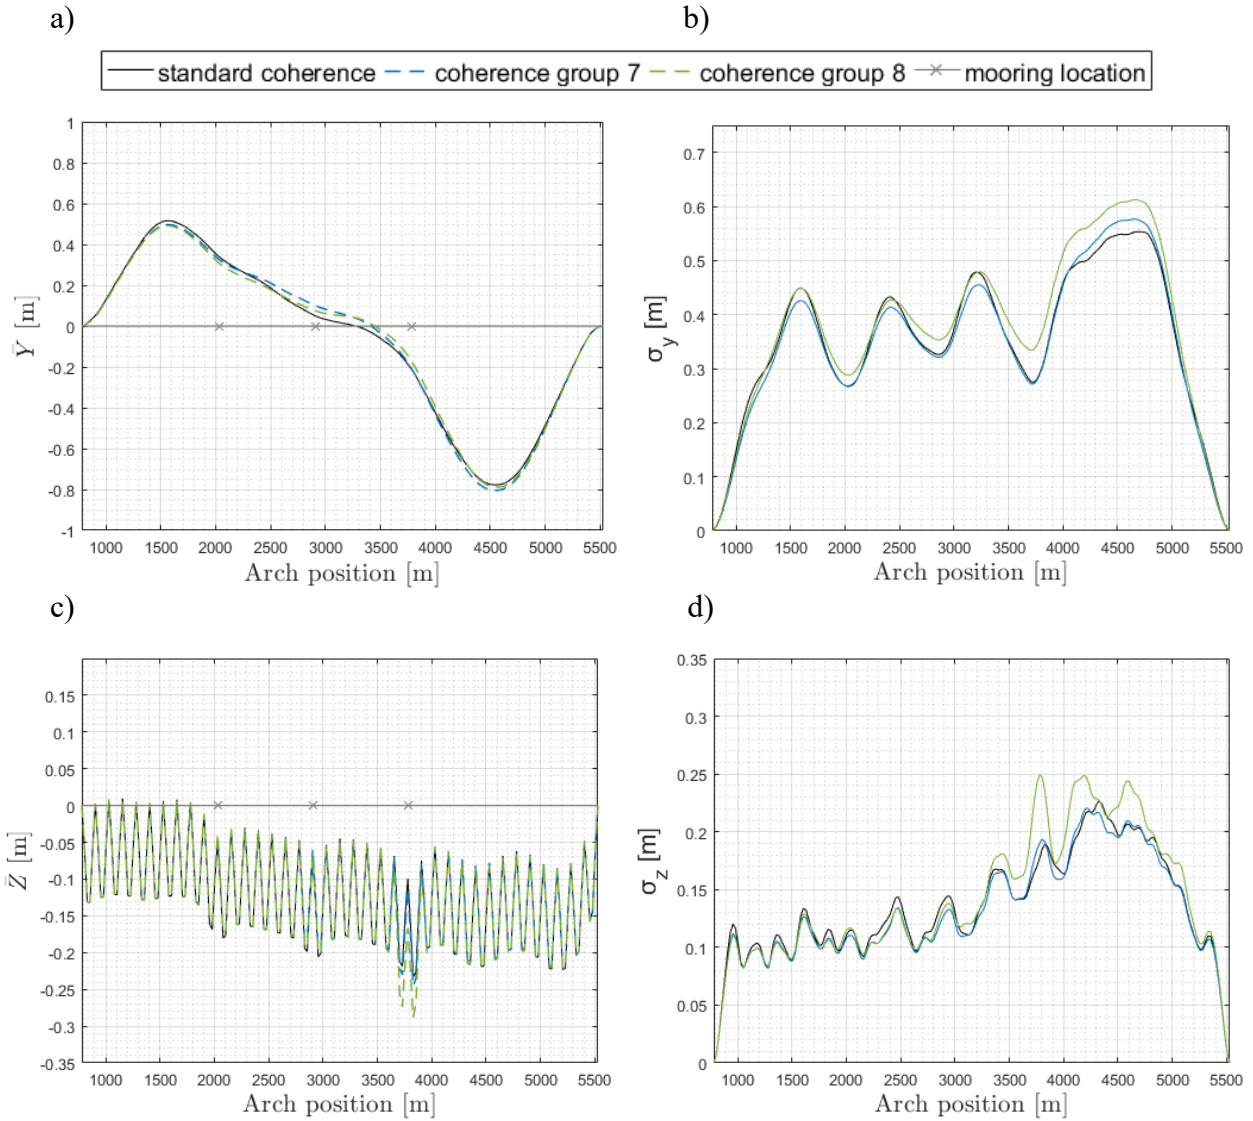 a) b)
standard coherence coherence group 7 coherence group 8 mooring location
1
0.8
0.6
0.4
0.2
0
-0.2
-0.4
-0.6
-0.8
-1
Ȳ [m]
1000 1500 2000 2500 3000 3500 4000 4500 5000 5500
Arch position [m]
0.7
0.6
0.5
0.4
0.3
0.2
0.1
0
σy [m]
1000 1500 2000 2500 3000 3500 4000 4500 5000 5500
Arch position [m]
c) d)
0.15
0.1
0.05
0
-0.05
-0.1
-0.15
-0.2
-0.25
-0.3
-0.35
Z̄ [m]
1000 1500 2000 2500 3000 3500 4000 4500 5000 5500
Arch position [m]
0.35
0.3
0.25
0.2
0.15
0.1
0.05
0
σz [m]
1000 1500 2000 2500 3000 3500 4000 4500 5000 5500
Arch position [m]